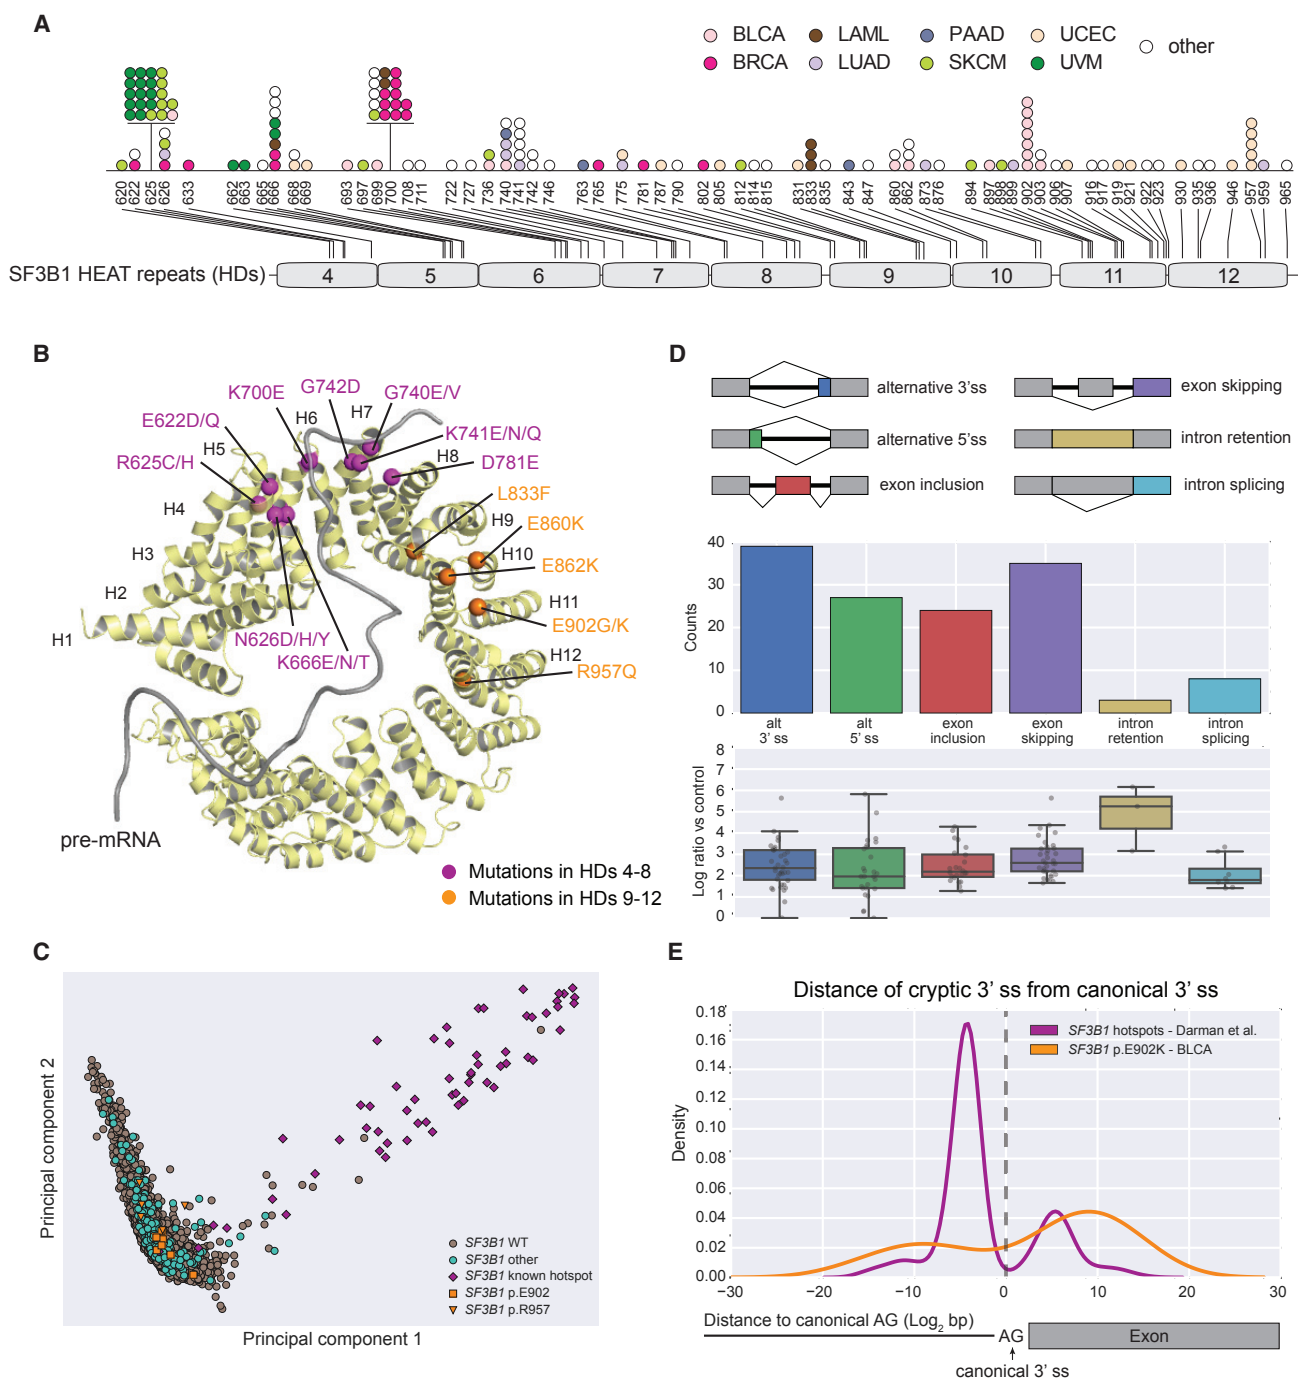 A
BLCA
LAML
PAAD
UCEC
other
BRCA
LUAD
SKCM
UVM
620 622 625 626 633 662 663 665 666 668 669 693 697 699 700 708 711 722 727 736 740 741 742 746 763 765 775 781 787 790 802 805 812 814 815 831 833 835 843 847 860 862 873 876 894 897 898 899 902 903 906 907 916 917 919 921 922 923 930 935 936 946 957 959 965
SF3B1 HEAT repeats (HDs)
4 5 6 7 8 9 10 11 12
B
K700E
G742D
G740E/V
E622D/Q
H6
H7
K741E/N/Q
H5
R625C/H
H8
D781E
L833F
H4
H9
E860K
H3
H10
E862K
H2
H11
H1
E902G/K
N626D/H/Y
H12
K666E/N/T
R957Q
pre-mRNA
Mutations in HDs 4-8
Mutations in HDs 9-12
C
Principal component 2
SF3B1 WT
SF3B1 other
SF3B1 known hotspot
SF3B1 p.E902
SF3B1 p.R957
Principal component 1
D
alternative 3'ss
exon skipping
alternative 5'ss
intron retention
exon inclusion
intron splicing
Counts
40
30
20
10
0
alt 3' ss
alt 5' ss
exon inclusion
exon skipping
intron retention
intron splicing
Log ratio vs control
8
7
6
5
4
3
2
1
0
E
Distance of cryptic 3' ss from canonical 3' ss
SF3B1 hotspots - Darman et al.
SF3B1 p.E902K - BLCA
Density
0.18
0.16
0.14
0.12
0.10
0.08
0.06
0.04
0.02
0.00
−30 −20 −10 0 10 20 30
Distance to canonical AG (Log2 bp)
AG
Exon
canonical 3' ss